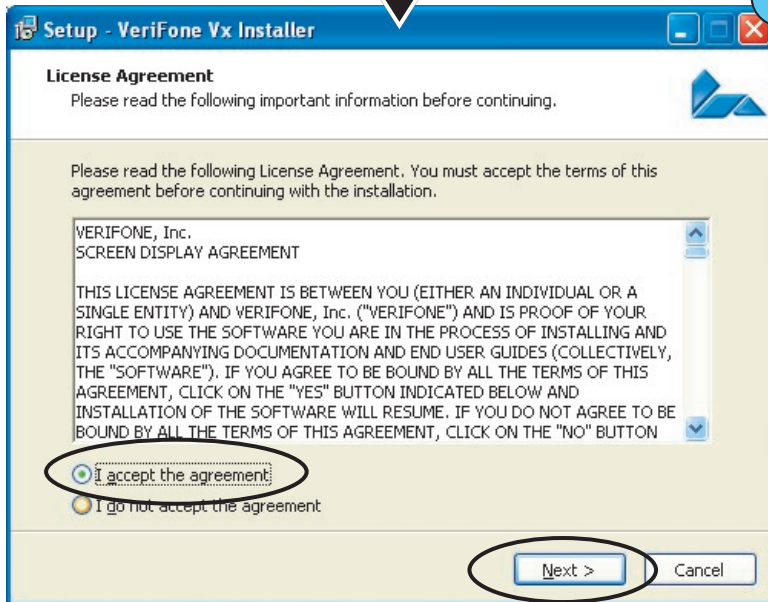 Setup - VeriFone Vx Installer
License Agreement
Please read the following important information before continuing.
Please read the following License Agreement. You must accept the terms of this
agreement before continuing with the installation.
VERIFONE, Inc.
SCREEN DISPLAY AGREEMENT
THIS LICENSE AGREEMENT IS BETWEEN YOU (EITHER AN INDIVIDUAL OR A
SINGLE ENTITY) AND VERIFONE, Inc. ("VERIFONE") AND IS PROOF OF YOUR
RIGHT TO USE THE SOFTWARE YOU ARE IN THE PROCESS OF INSTALLING AND
ITS ACCOMPANYING DOCUMENTATION AND END USER GUIDES (COLLECTIVELY,
THE "SOFTWARE"). IF YOU AGREE TO BE BOUND BY ALL THE TERMS OF THIS
AGREEMENT, CLICK ON THE "YES" BUTTON INDICATED BELOW AND
INSTALLATION OF THE SOFTWARE WILL RESUME. IF YOU DO NOT AGREE TO BE
BOUND BY ALL THE TERMS OF THIS AGREEMENT, CLICK ON THE "NO" BUTTON
I accept the agreement
I do not accept the agreement
Next >
Cancel